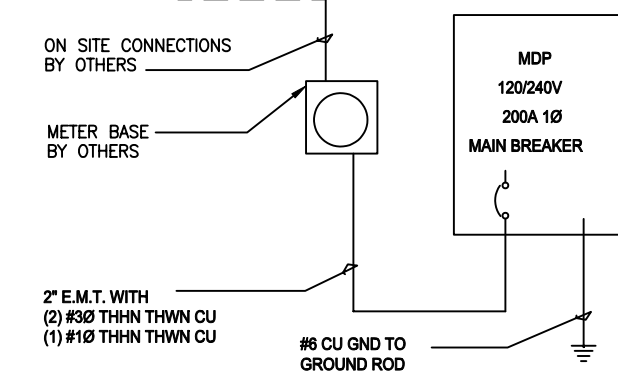 ON SITE CONNECTIONS
BY OTHERS
METER BASE
BY OTHERS
MDP
120/240V
200A 1Ø
MAIN BREAKER
2" E.M.T. WITH
(2) #3Ø THHN THWN CU
(1) #1Ø THHN THWN CU
#6 CU GND TO
GROUND ROD